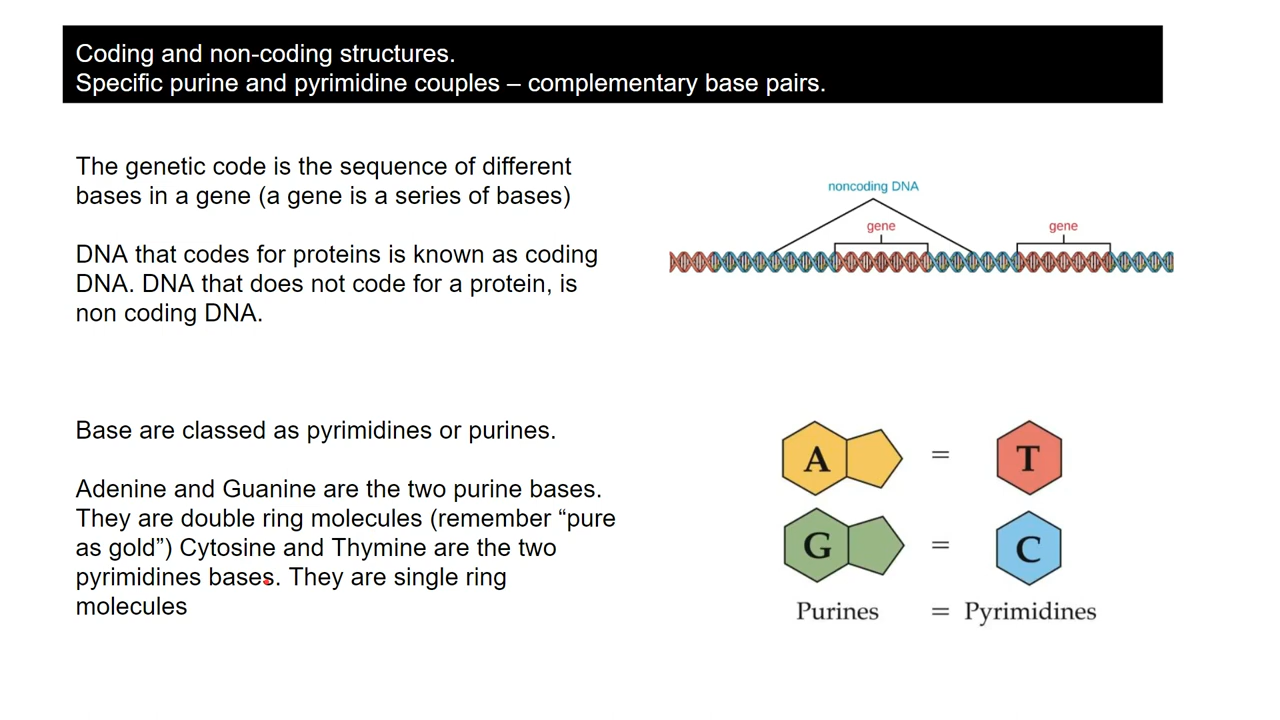 Coding and non-coding structures.
Specific purine and pyrimidine couples – complementary base pairs.
The genetic code is the sequence of different
bases in a gene (a gene is a series of bases)
DNA that codes for proteins is known as coding
DNA. DNA that does not code for a protein, is
non coding DNA.
noncoding DNA
gene
gene
Base are classed as pyrimidines or purines.
Adenine and Guanine are the two purine bases.
They are double ring molecules (remember “pure
as gold”) Cytosine and Thymine are the two
pyrimidines bases. They are single ring
molecules
A = T
G = C
Purines = Pyrimidines